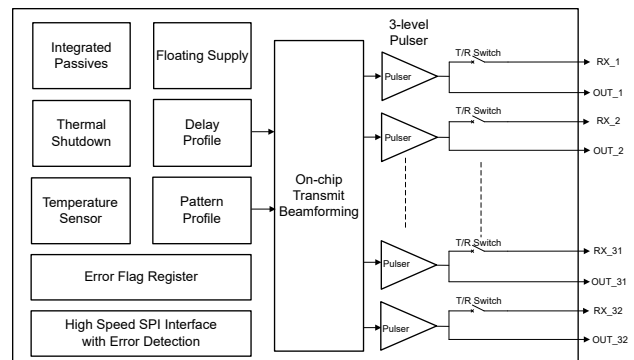 Integrated
Passives
Floating Supply
Thermal
Shutdown
Delay
Profile
Temperature
Sensor
Pattern
Profile
Error Flag Register
High Speed SPI Interface
with Error Detection
On-chip
Transmit
Beamforming
3-level
Pulser
Pulser
T/R Switch
RX_1
OUT_1
Pulser
T/R Switch
RX_2
OUT_2
Pulser
T/R Switch
RX_31
OUT_31
Pulser
T/R Switch
RX_32
OUT_32